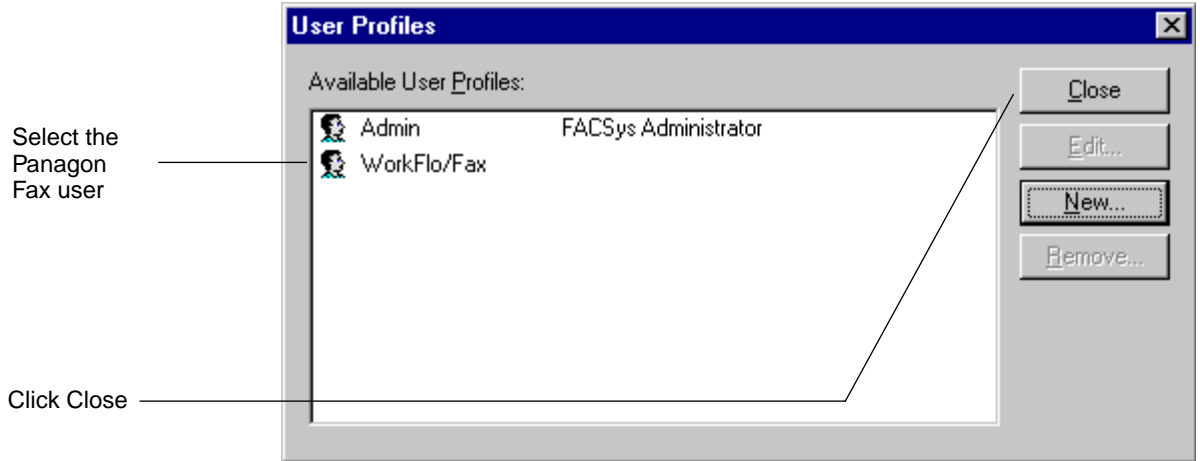 User Profiles
Available User Profiles:
Admin FACSys Administrator
WorkFlo/Fax
Close
Edit...
New...
Remove...
Select the
Panagon
Fax user
Click Close